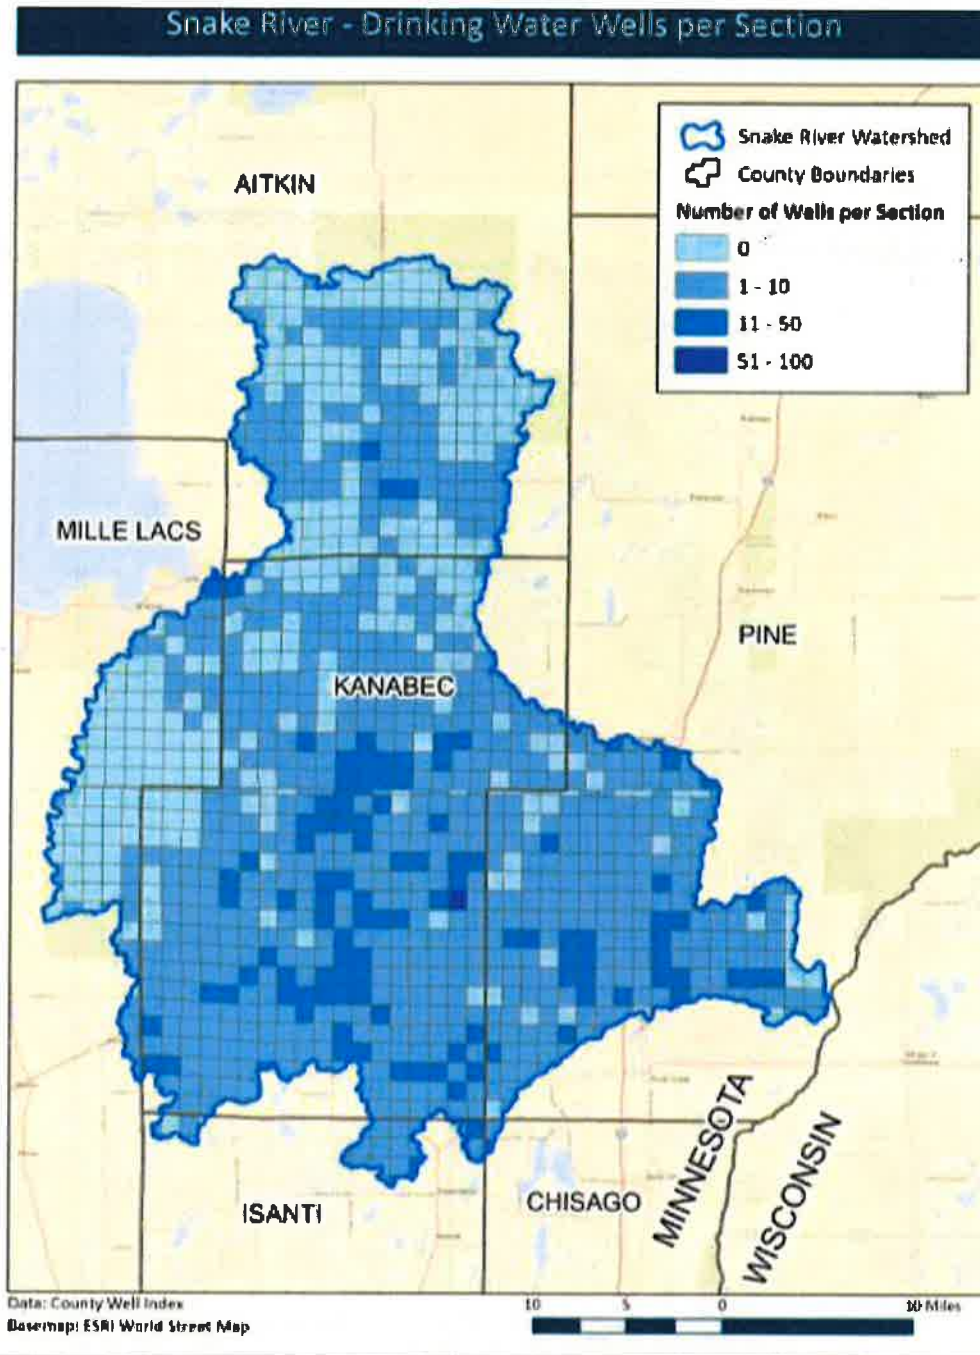 Snake River - Drinking Water Wells per Section
Snake River Watershed
County Boundaries
Number of Wells per Section
0
1 - 10
11 - 50
51 - 100
AITKIN
MILLE LACS
PINE
KANABEC
ISANTI
CHISAGO
MINNESOTA
WISCONSIN
Data: County Well Index
Basemap: ESRI World Street Map
10 5 0 10 Miles